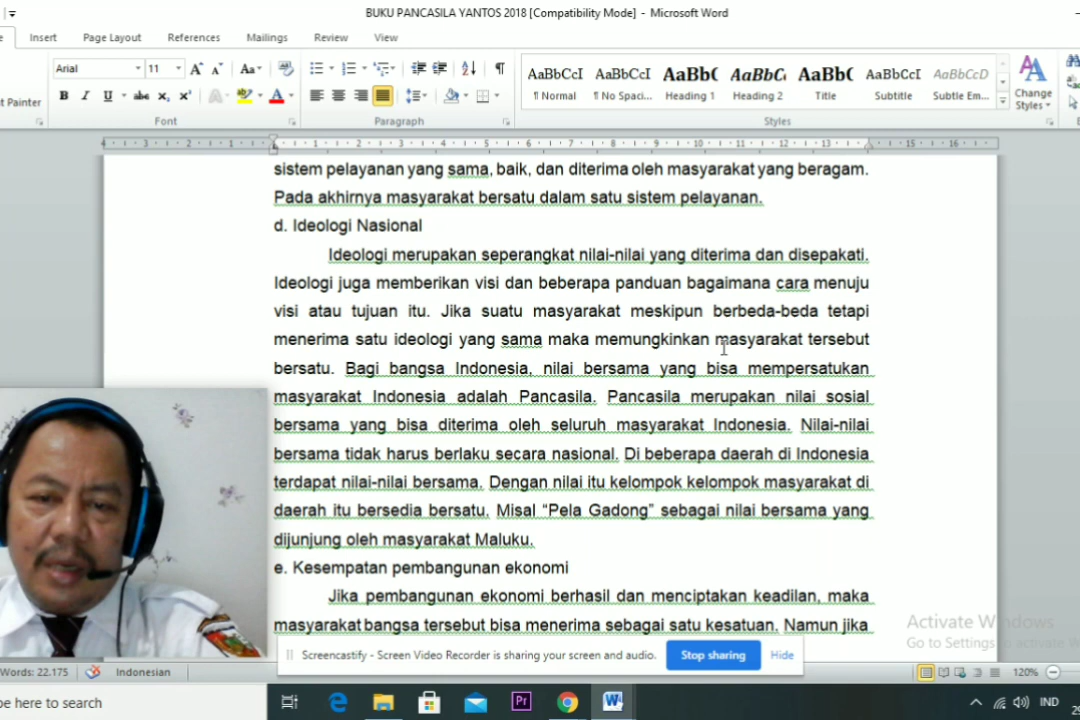 BUKU PANCASILA YANTOS 2018 [Compatibility Mode] - Microsoft Word
Insert Page Layout References Mailings Review View
Arial 11
Painter
Font Paragraph Styles
AaBbCcI AaBbCcI AaBbC AaBbC AaBbC AaBbCcI AaBbCcD
¶ Normal ¶ No Spaci... Heading 1 Heading 2 Title Subtitle Subtle Em...
Change
Styles
sistem pelayanan yang sama, baik, dan diterima oleh masyarakat yang beragam.
Pada akhirnya masyarakat bersatu dalam satu sistem pelayanan.
d. Ideologi Nasional
Ideologi merupakan seperangkat nilai-nilai yang diterima dan disepakati.
Ideologi juga memberikan visi dan beberapa panduan bagaimana cara menuju
visi atau tujuan itu. Jika suatu masyarakat meskipun berbeda-beda tetapi
menerima satu ideologi yang sama maka memungkinkan masyarakat tersebut
bersatu. Bagi bangsa Indonesia, nilai bersama yang bisa mempersatukan
masyarakat Indonesia adalah Pancasila. Pancasila merupakan nilai sosial
bersama yang bisa diterima oleh seluruh masyarakat Indonesia. Nilai-nilai
bersama tidak harus berlaku secara nasional. Di beberapa daerah di Indonesia
terdapat nilai-nilai bersama. Dengan nilai itu kelompok kelompok masyarakat di
daerah itu bersedia bersatu. Misal “Pela Gadong” sebagai nilai bersama yang
dijunjung oleh masyarakat Maluku.
e. Kesempatan pembangunan ekonomi
Jika pembangunan ekonomi berhasil dan menciptakan keadilan, maka
masyarakat bangsa tersebut bisa menerima sebagai satu kesatuan. Namun jika
Activate Windows
Go to Settings to activate W
Screencastify - Screen Video Recorder is sharing your screen and audio. Stop sharing Hide
Words: 22.175 Indonesian 120%
here to search
Pr
IND